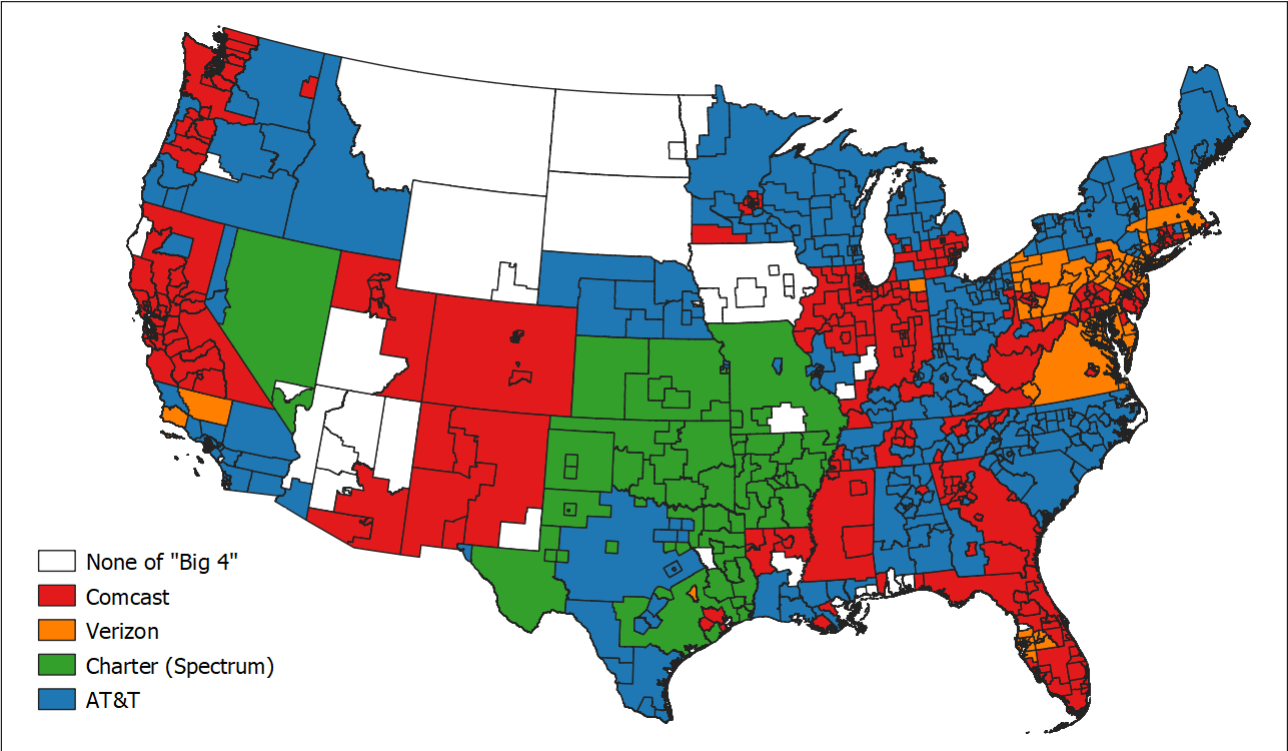 None of "Big 4"
Comcast
Verizon
Charter (Spectrum)
AT&T